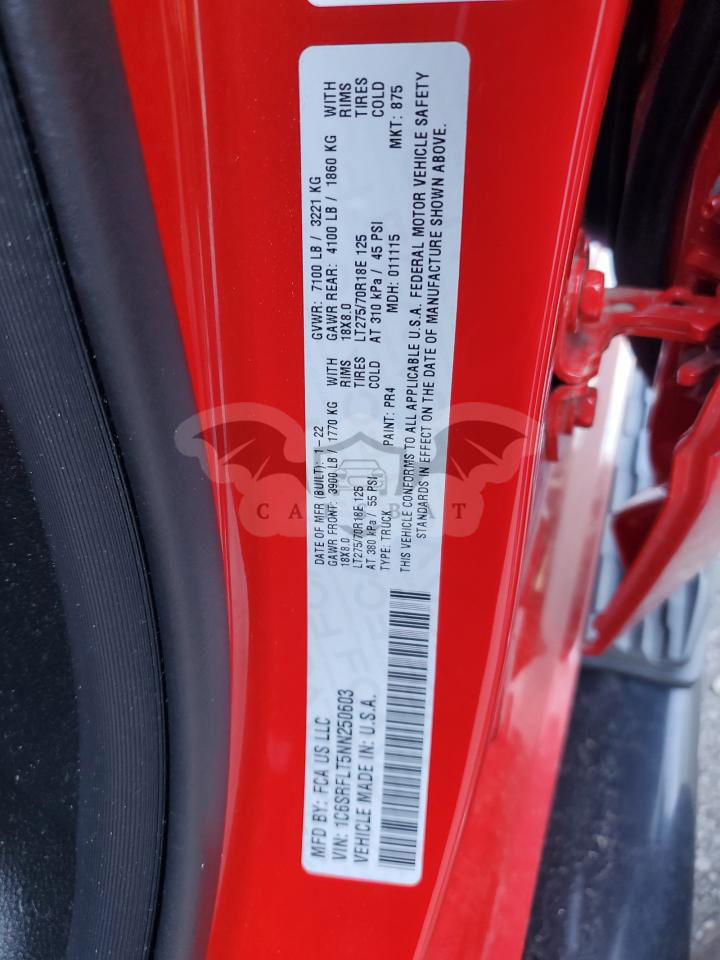 MFD BY: FCA US LLC
VIN: 1C6SRFLT5NN250603
VEHICLE MADE IN: U.S.A.
DATE OF MFR (BUILT): 1-22 GVWR: 7100 LB / 3221 KG
GAWR FRONT: 3900 LB / 1770 KG WITH GAWR REAR: 4100 LB / 1860 KG WITH
18X8.0 RIMS 18X8.0 RIMS
LT275/70R18E 125 TIRES LT275/70R18E 125 TIRES
AT 380 kPa / 55 PSI COLD AT 310 kPa / 45 PSI COLD
TYPE: TRUCK PAINT: PR4 MDH: 011115 MKT: 875
THIS VEHICLE CONFORMS TO ALL APPLICABLE U.S.A. FEDERAL MOTOR VEHICLE SAFETY
STANDARDS IN EFFECT ON THE DATE OF MANUFACTURE SHOWN ABOVE.